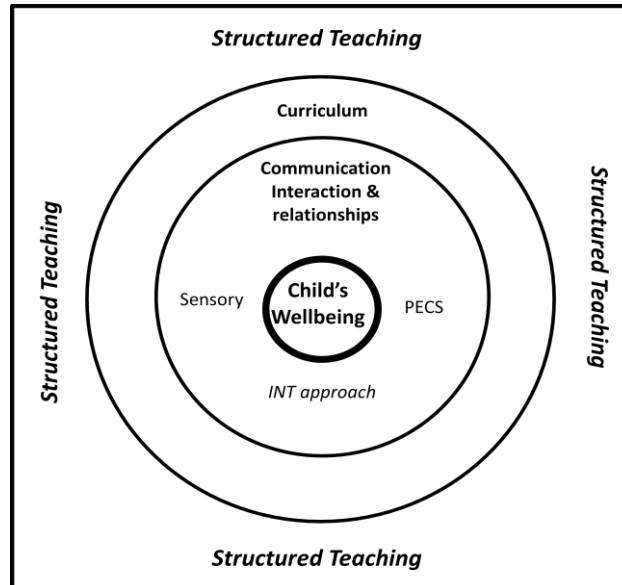 Structured Teaching
Curriculum
Communication
Interaction &
relationships
Structured Teaching
Structured Teaching
Sensory
Child's
Wellbeing
PECS
INT approach
Structured Teaching